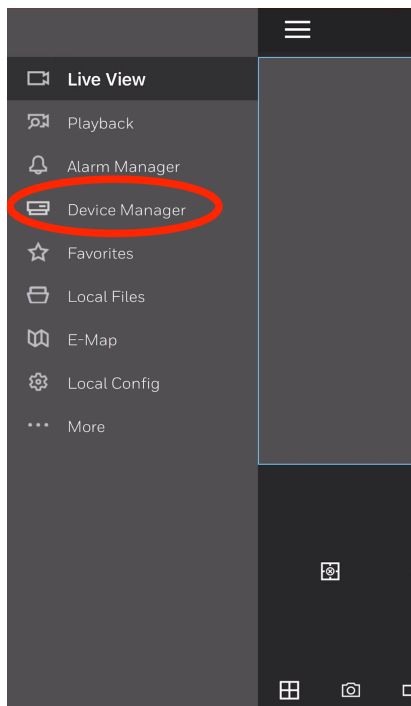 Live View
Playback
Alarm Manager
Device Manager
Favorites
Local Files
E-Map
Local Config
More